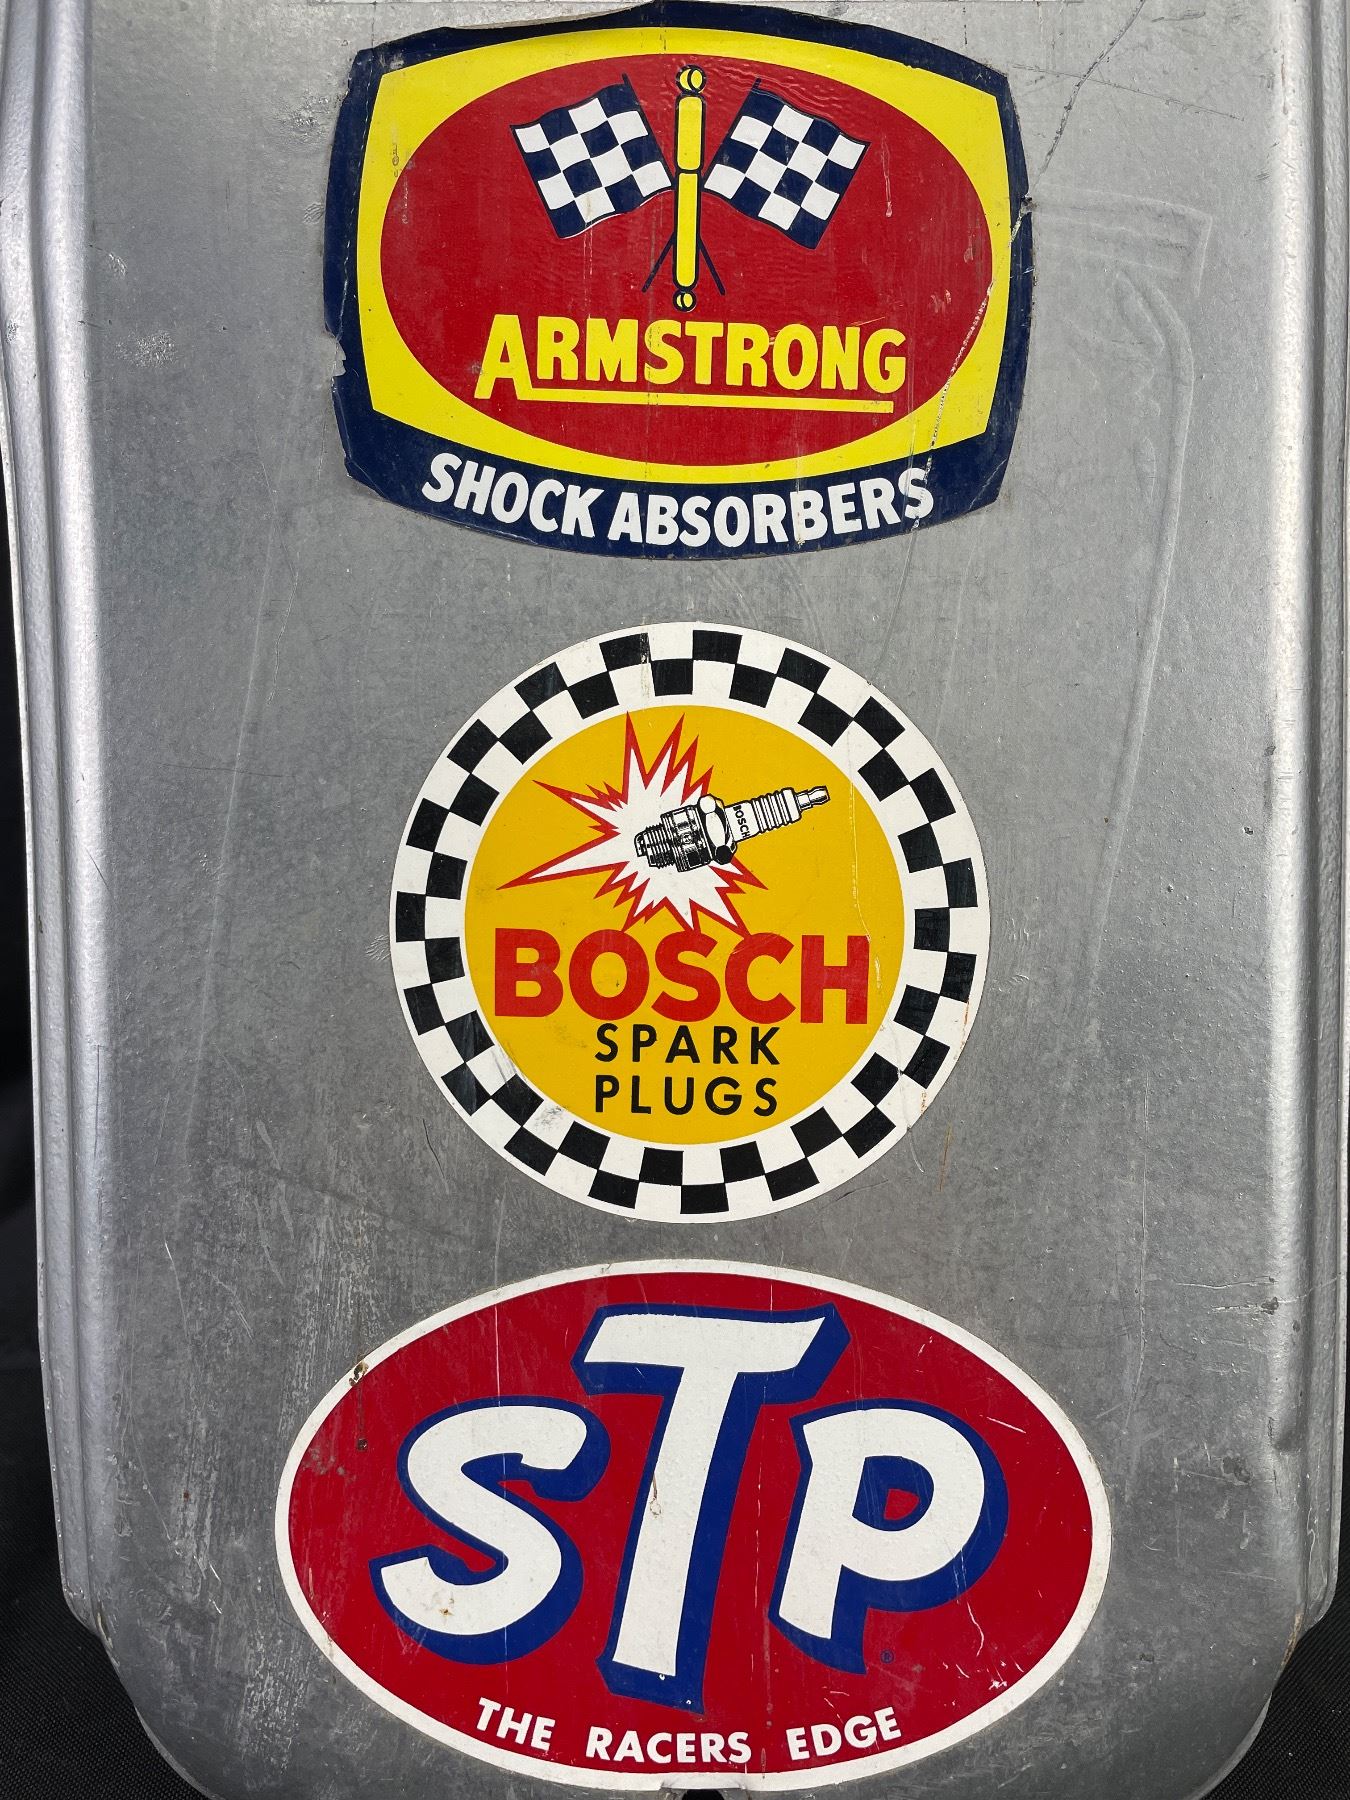 ARMSTRONG
SHOCK ABSORBERS
BOSCH
BOSCH
SPARK
PLUGS
STP
®
THE RACERS EDGE